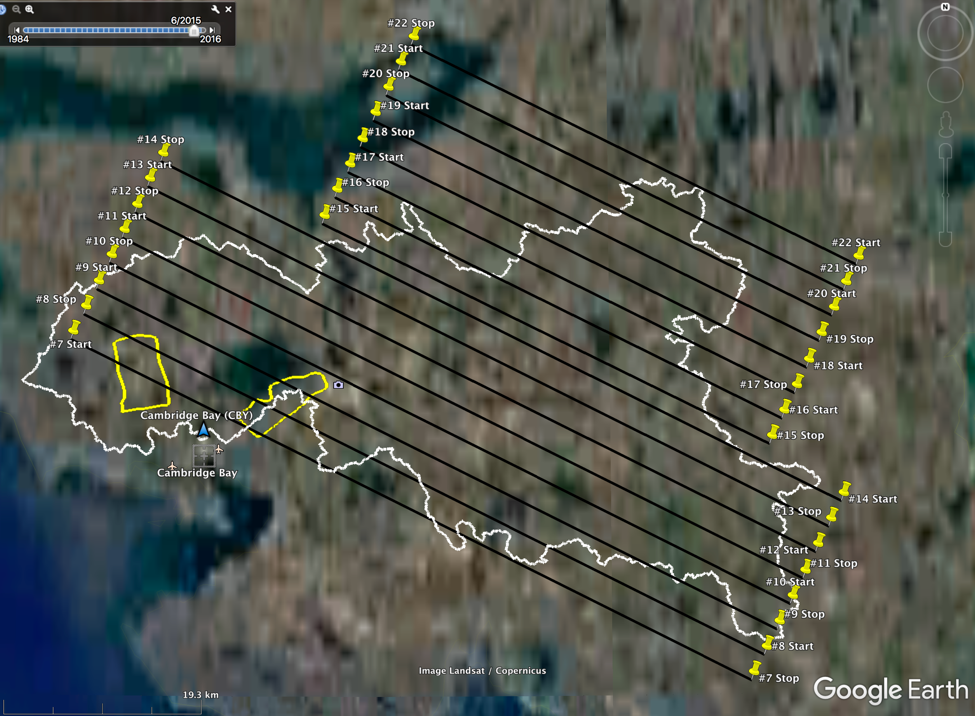 6/2015
1984
2016
#22 Stop
#21 Start
#20 Stop
#19 Start
#18 Stop
#17 Start
#16 Stop
#15 Start
#14 Stop
#13 Start
#12 Stop
#11 Start
#10 Stop
#9 Start
#8 Stop
#7 Start
#22 Start
#21 Stop
#20 Start
#19 Stop
#18 Start
#17 Stop
#16 Start
#15 Stop
#14 Start
#13 Stop
#12 Start
#11 Stop
#10 Start
#9 Stop
#8 Start
#7 Stop
Cambridge Bay (CBY)
Cambridge Bay
Image Landsat / Copernicus
19.3 km
Google Earth
N